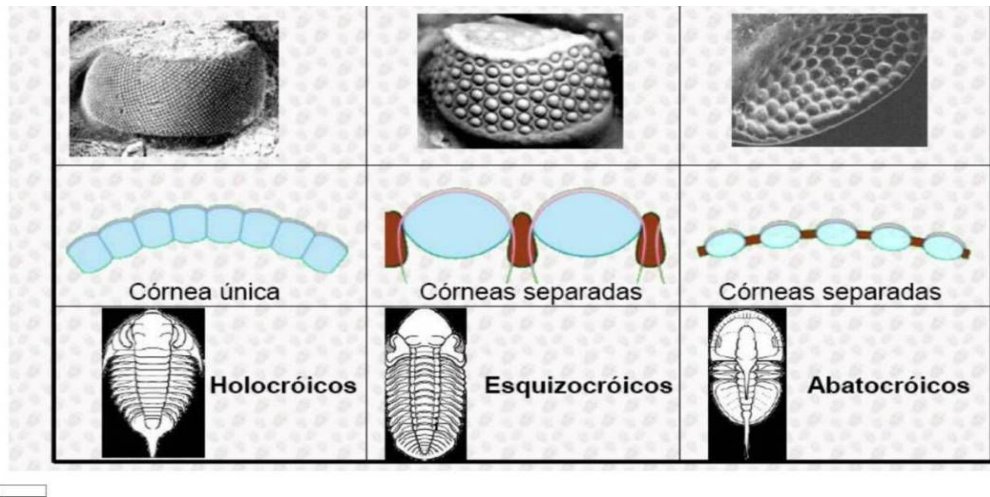 Córnea única
Córneas separadas
Córneas separadas
Holocróicos
Esquizocróicos
Abatocróicos